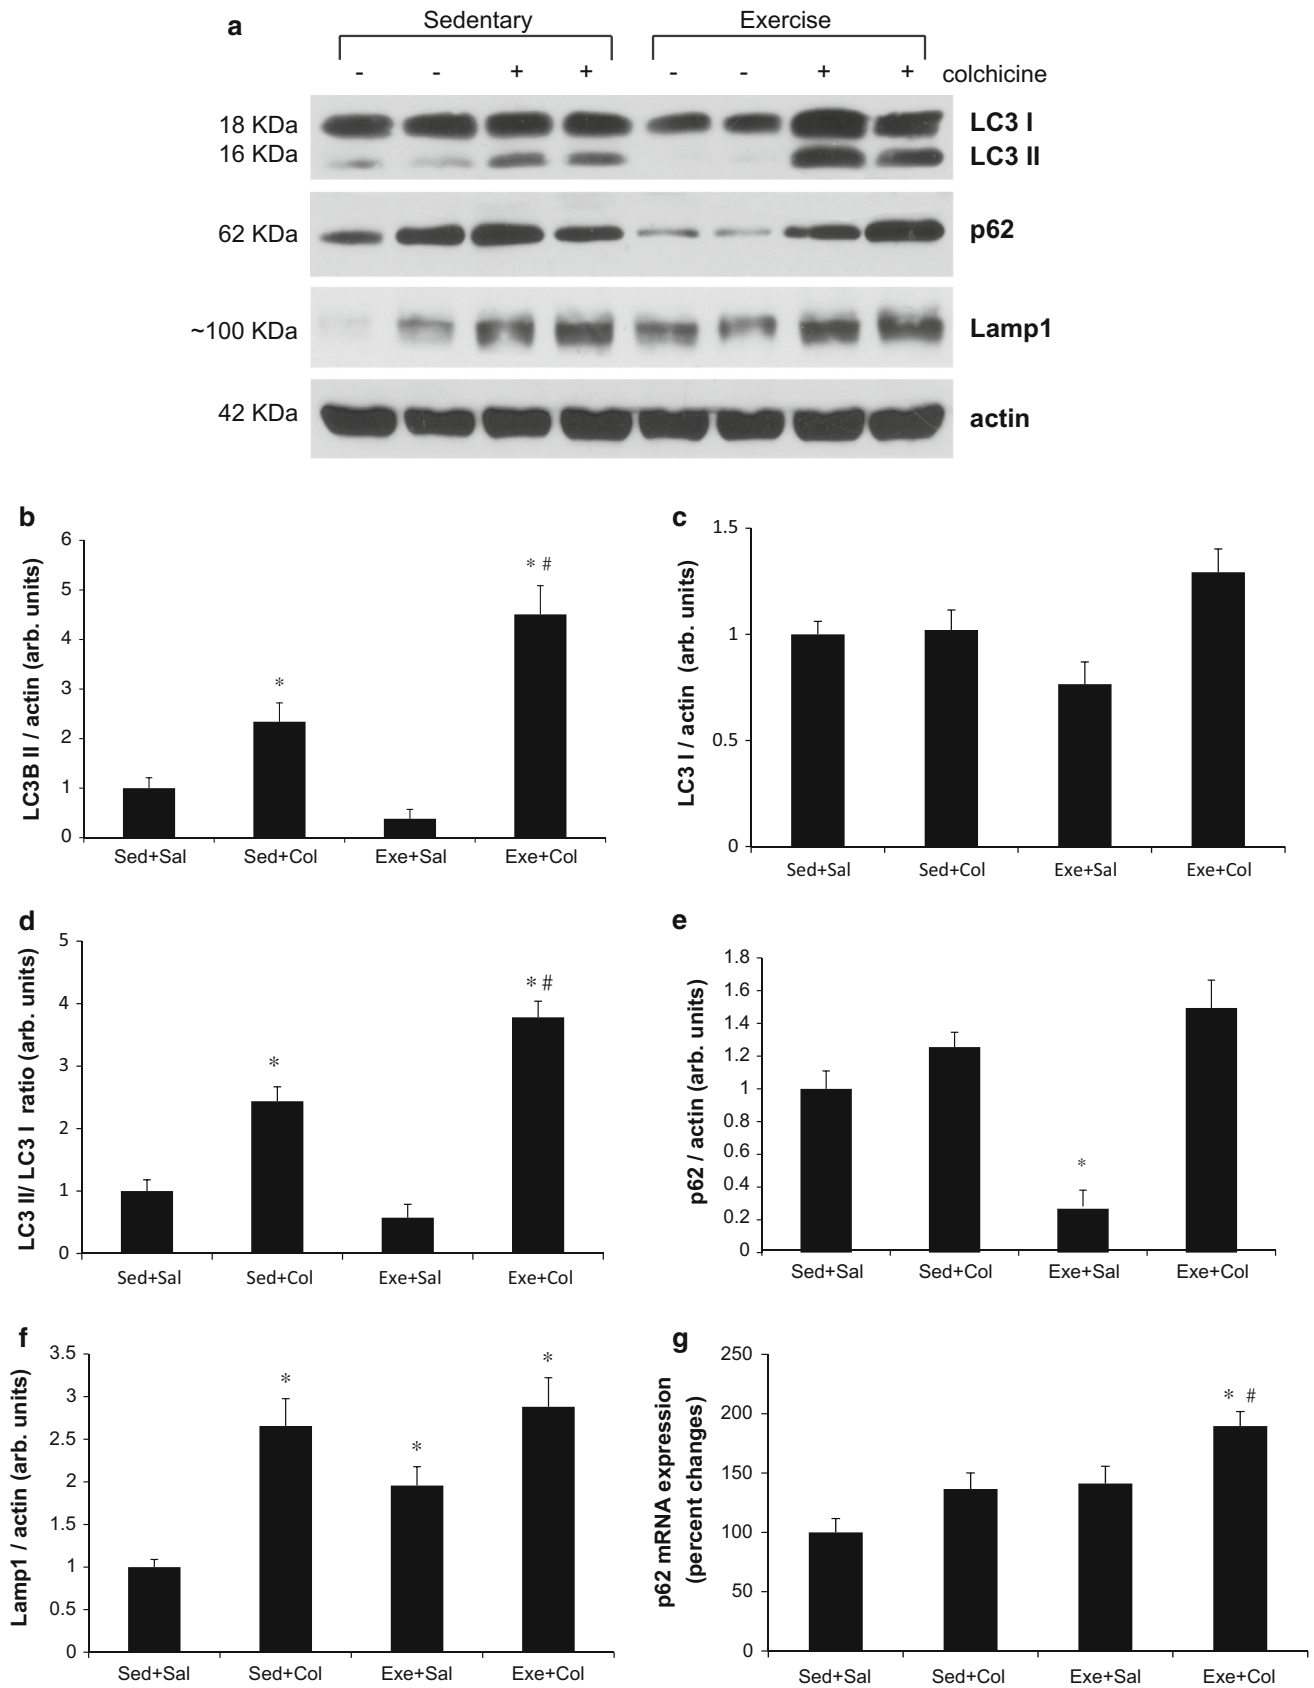 a
Sedentary
Exercise
- - + + - - + + colchicine
18 KDa
LC3 I
16 KDa
LC3 II
62 KDa
p62
~100 KDa
Lamp1
42 KDa
actin
b
LC3B II / actin (arb. units)
6
5
4
3
2
1
0
*
* #
Sed+Sal Sed+Col Exe+Sal Exe+Col
c
LC3 I / actin (arb. units)
1.5
1
0.5
0
Sed+Sal Sed+Col Exe+Sal Exe+Col
d
LC3 II/ LC3 I ratio (arb. units)
5
4
3
2
1
0
*
* #
Sed+Sal Sed+Col Exe+Sal Exe+Col
e
p62 / actin (arb. units)
1.8
1.6
1.4
1.2
1
0.8
0.6
0.4
0.2
0
*
Sed+Sal Sed+Col Exe+Sal Exe+Col
f
Lamp1 / actin (arb. units)
3.5
3
2.5
2
1.5
1
0.5
0
*
*
*
Sed+Sal Sed+Col Exe+Sal Exe+Col
g
p62 mRNA expression
(percent changes)
250
200
150
100
50
0
* #
Sed+Sal Sed+Col Exe+Sal Exe+Col